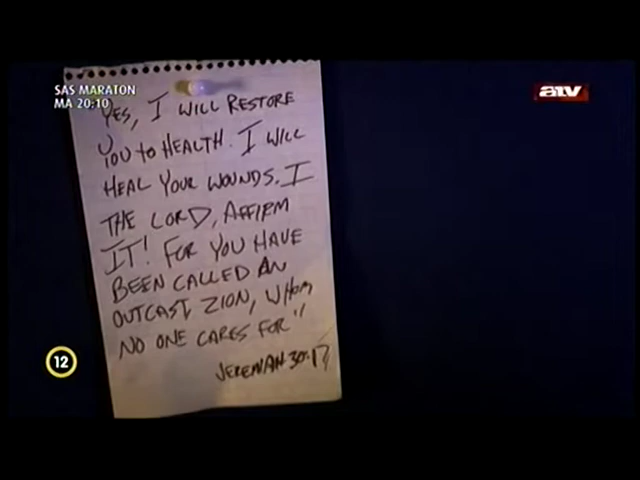 SAS MARATON
MA 20:10
atv
YES, I WILL RESTORE
YOU TO HEALTH. I WILL
HEAL YOUR WOUNDS. I
THE LORD, AFFIRM
IT! FOR YOU HAVE
BEEN CALLED AN
OUTCAST ZION, WHOM
NO ONE CARES FOR"
JEREMIAH 30:17
12